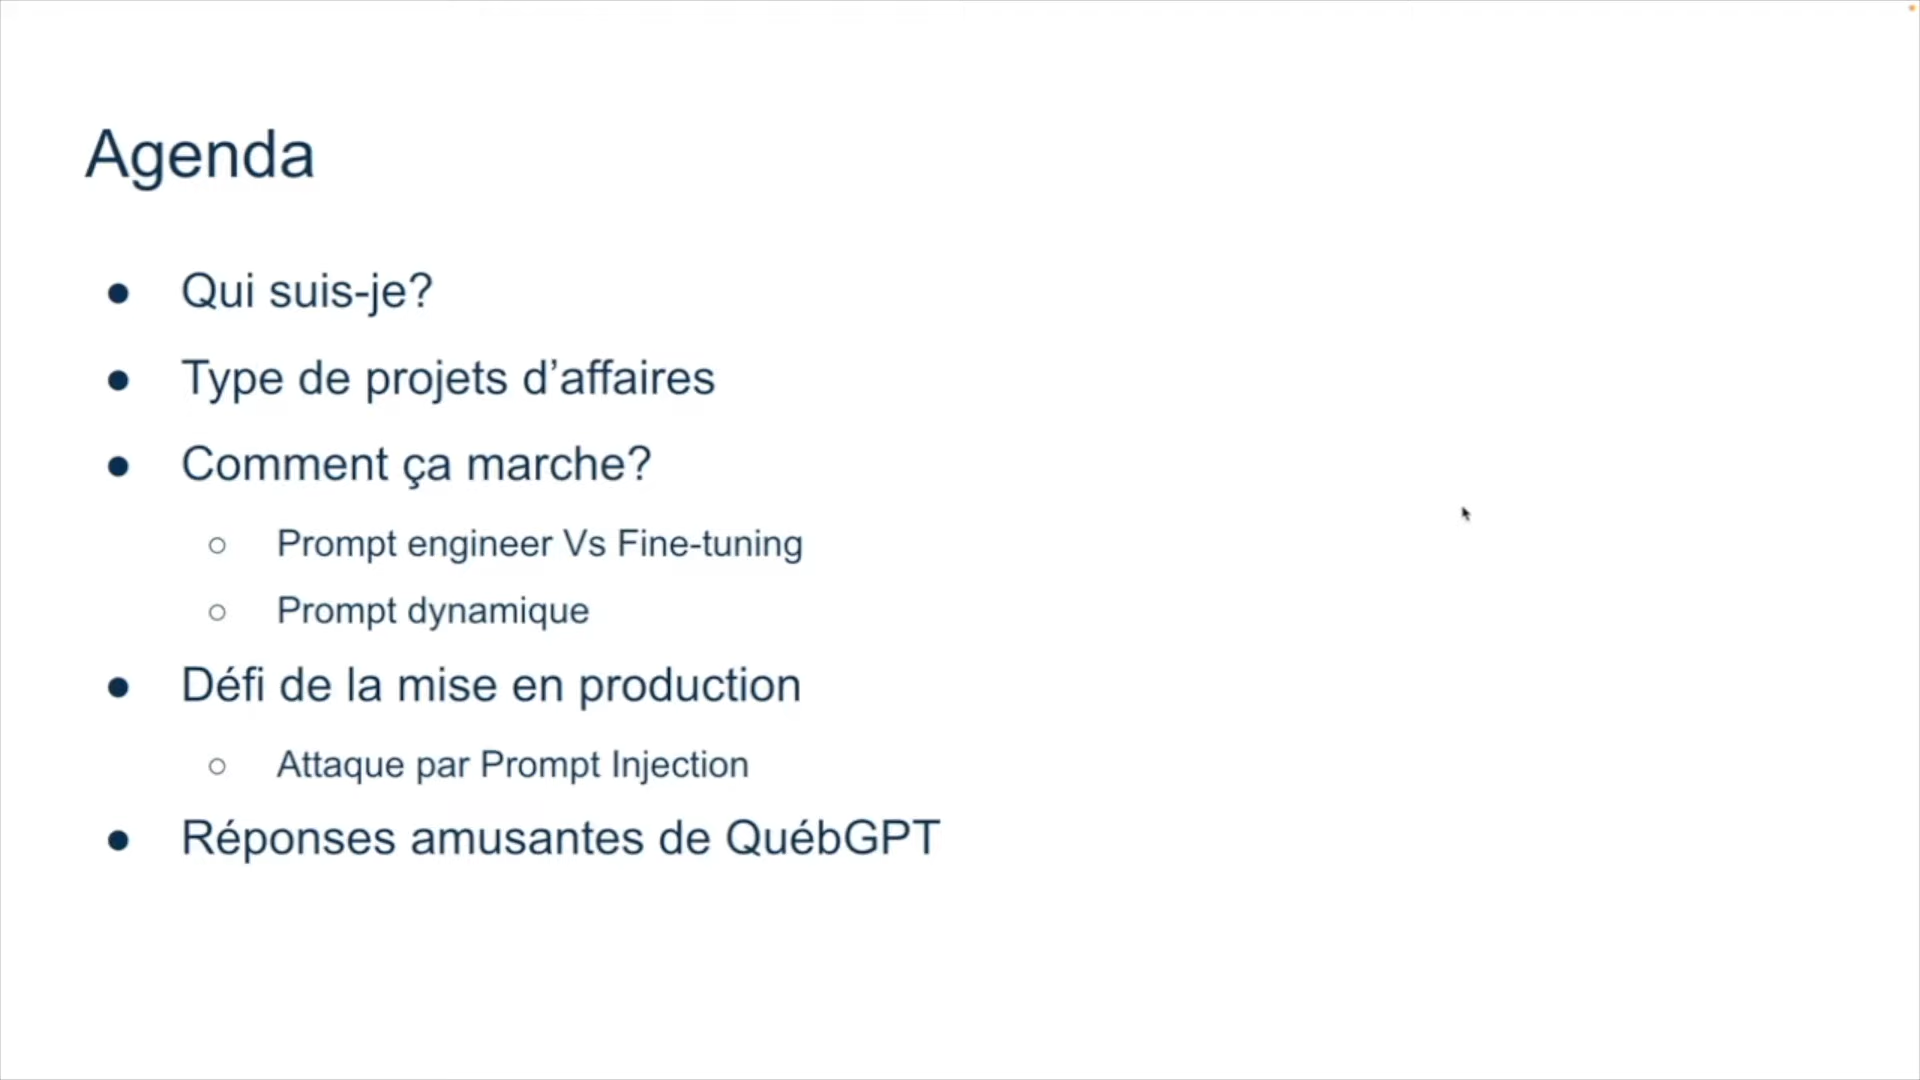 Agenda
● Qui suis-je?
● Type de projets d’affaires
● Comment ça marche?
○ Prompt engineer Vs Fine-tuning
○ Prompt dynamique
● Défi de la mise en production
○ Attaque par Prompt Injection
● Réponses amusantes de QuébGPT